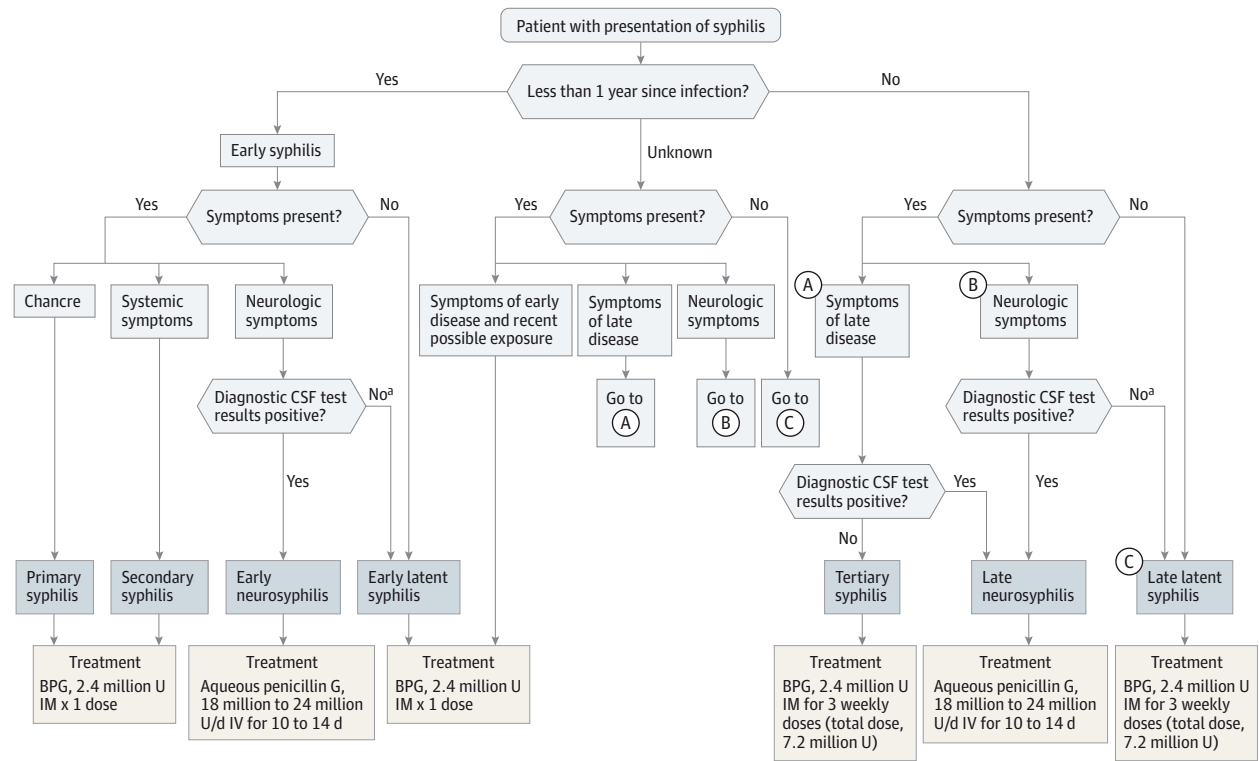 Patient with presentation of syphilis
Less than 1 year since infection?
Yes
No
Unknown
Early syphilis
Symptoms present?
Yes
No
Symptoms present?
Yes
No
Symptoms present?
Yes
No
Chancre
Systemic
symptoms
Neurologic
symptoms
Symptoms of early
disease and recent
possible exposure
Symptoms
of late
disease
Neurologic
symptoms
A
Symptoms
of late
disease
B
Neurologic
symptoms
Diagnostic CSF test
results positive?
Noᵃ
Yes
Go to
A
Go to
B
Go to
C
Diagnostic CSF test
results positive?
Noᵃ
Yes
Diagnostic CSF test
results positive?
Yes
No
Primary
syphilis
Secondary
syphilis
Early
neurosyphilis
Early latent
syphilis
Tertiary
syphilis
Late
neurosyphilis
C
Late latent
syphilis
Treatment
BPG, 2.4 million U
IM x 1 dose
Treatment
Aqueous penicillin G,
18 million to 24 million
U/d IV for 10 to 14 d
Treatment
BPG, 2.4 million U
IM x 1 dose
Treatment
BPG, 2.4 million U
IM for 3 weekly
doses (total dose,
7.2 million U)
Treatment
Aqueous penicillin G,
18 million to 24 million
U/d IV for 10 to 14 d
Treatment
BPG, 2.4 million U
IM for 3 weekly
doses (total dose,
7.2 million U)